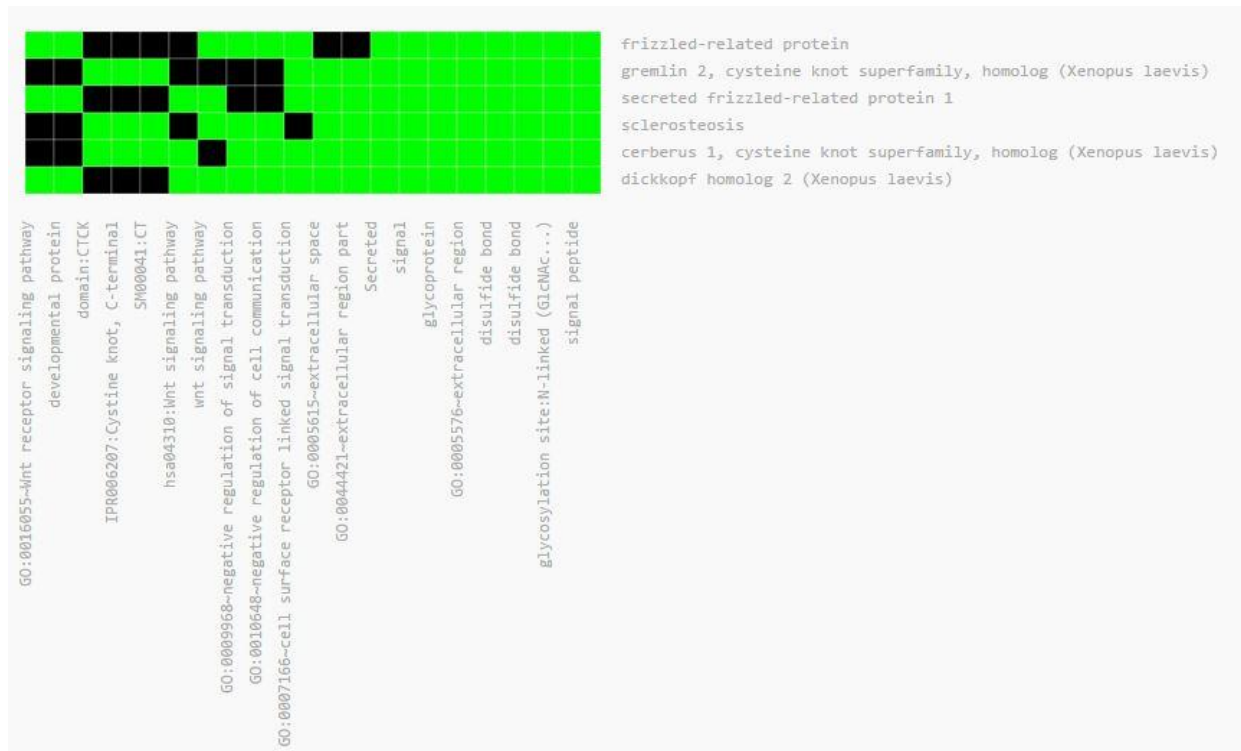 frizzled-related protein
gremlin 2, cysteine knot superfamily, homolog (Xenopus laevis)
secreted frizzled-related protein 1
sclerosteosis
cerberus 1, cysteine knot superfamily, homolog (Xenopus laevis)
dickkopf homolog 2 (Xenopus laevis)
GO:0016055~Wnt receptor signaling pathway
developmental protein
domain:CTCK
IPR006207:Cystine knot, C-terminal
SM00041:CT
hsa04310:Wnt signaling pathway
wnt signaling pathway
GO:0009968~negative regulation of signal transduction
GO:0010648~negative regulation of cell communication
GO:0007166~cell surface receptor linked signal transduction
GO:0005615~extracellular space
GO:0044421~extracellular region part
Secreted
signal
glycoprotein
GO:0005576~extracellular region
disulfide bond
disulfide bond
glycosylation site:N-linked (GlcNAc...)
signal peptide